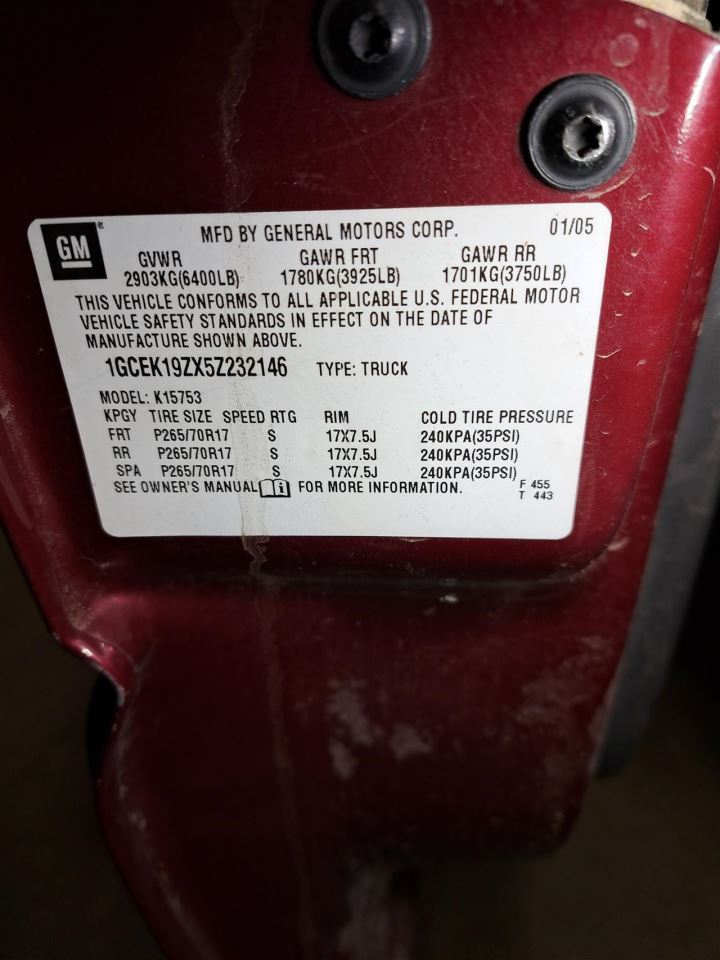 GM
MFD BY GENERAL MOTORS CORP. 01/05
GVWR GAWR FRT GAWR RR
2903KG(6400LB) 1780KG(3925LB) 1701KG(3750LB)
THIS VEHICLE CONFORMS TO ALL APPLICABLE U.S. FEDERAL MOTOR
VEHICLE SAFETY STANDARDS IN EFFECT ON THE DATE OF
MANUFACTURE SHOWN ABOVE.
1GCEK19ZX5Z232146 TYPE: TRUCK
MODEL: K15753
KPGY TIRE SIZE SPEED RTG RIM COLD TIRE PRESSURE
FRT P265/70R17 S 17X7.5J 240KPA(35PSI)
RR P265/70R17 S 17X7.5J 240KPA(35PSI)
SPA P265/70R17 S 17X7.5J 240KPA(35PSI)
SEE OWNER'S MANUAL FOR MORE INFORMATION. F 455
T 443